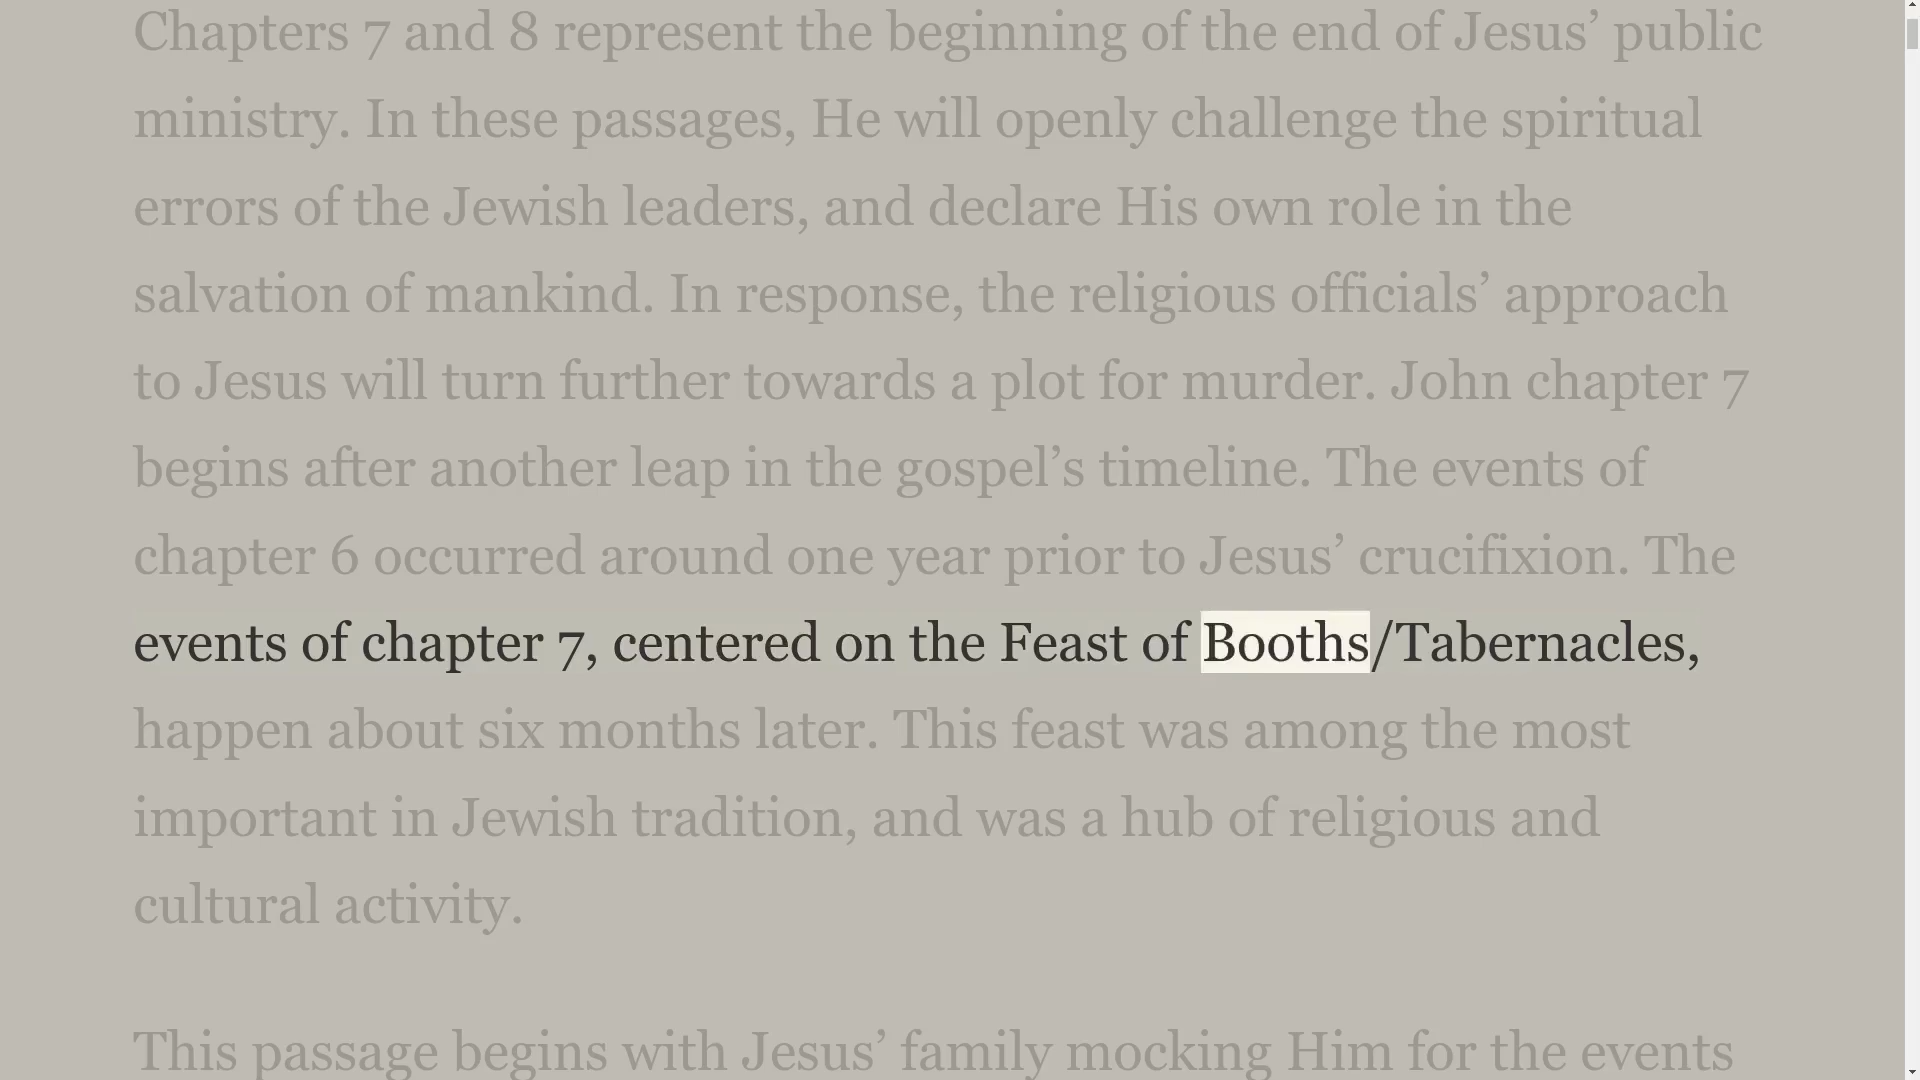 Chapters 7 and 8 represent the beginning of the end of Jesus’ public
ministry. In these passages, He will openly challenge the spiritual
errors of the Jewish leaders, and declare His own role in the
salvation of mankind. In response, the religious officials’ approach
to Jesus will turn further towards a plot for murder. John chapter 7
begins after another leap in the gospel’s timeline. The events of
chapter 6 occurred around one year prior to Jesus’ crucifixion. The
events of chapter 7, centered on the Feast of Booths/Tabernacles,
happen about six months later. This feast was among the most
important in Jewish tradition, and was a hub of religious and
cultural activity.
This passage begins with Jesus’ family mocking Him for the events